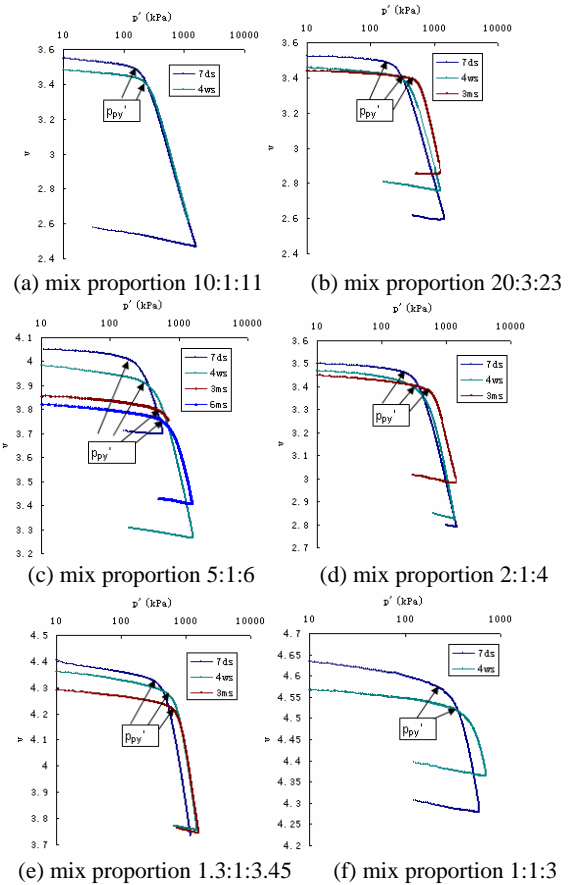 p'(kPa)
10 100 1000 10000
3.6
3.4
3.2
3
2.8
2.6
2.4
v
7ds
4ws
Ppy'
(a) mix proportion 10:1:11
p'(kPa)
10 100 1000 10000
3.6
3.4
3.2
3
2.8
2.6
2.4
v
7ds
4ws
3ms
Ppy'
(b) mix proportion 20:3:23
p'(kPa)
10 100 1000 10000
4.1
4
3.9
3.8
3.7
3.6
3.5
3.4
3.3
3.2
v
7ds
4ws
3ms
6ms
Ppy'
(c) mix proportion 5:1:6
p'(kPa)
10 100 1000 10000
3.6
3.5
3.4
3.3
3.2
3.1
3
2.9
2.8
2.7
v
7ds
4ws
3ms
Ppy'
(d) mix proportion 2:1:4
p'(kPa)
10 100 1000 10000
4.5
4.4
4.3
4.2
4.1
4
3.9
3.8
3.7
v
7ds
4ws
3ms
Ppy'
(e) mix proportion 1.3:1:3.45
p'(kPa)
10 100 1000
4.7
4.65
4.6
4.55
4.5
4.45
4.4
4.35
4.3
4.25
4.2
v
7ds
4ws
Ppy'
(f) mix proportion 1:1:3